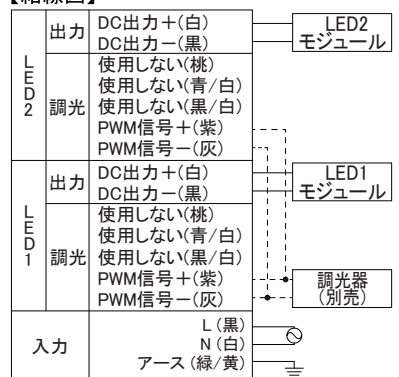 【結線図】
LED2
出力
DC出力＋(白)
DC出力－(黒)
LED2
モジュール
調光
使用しない(桃)
使用しない(青/白)
使用しない(黒/白)
PWM信号＋(紫)
PWM信号－(灰)
LED1
出力
DC出力＋(白)
DC出力－(黒)
LED1
モジュール
調光
使用しない(桃)
使用しない(青/白)
使用しない(黒/白)
PWM信号＋(紫)
PWM信号－(灰)
調光器
(別売)
入力
L (黒)
N (白)
アース (緑/黄)